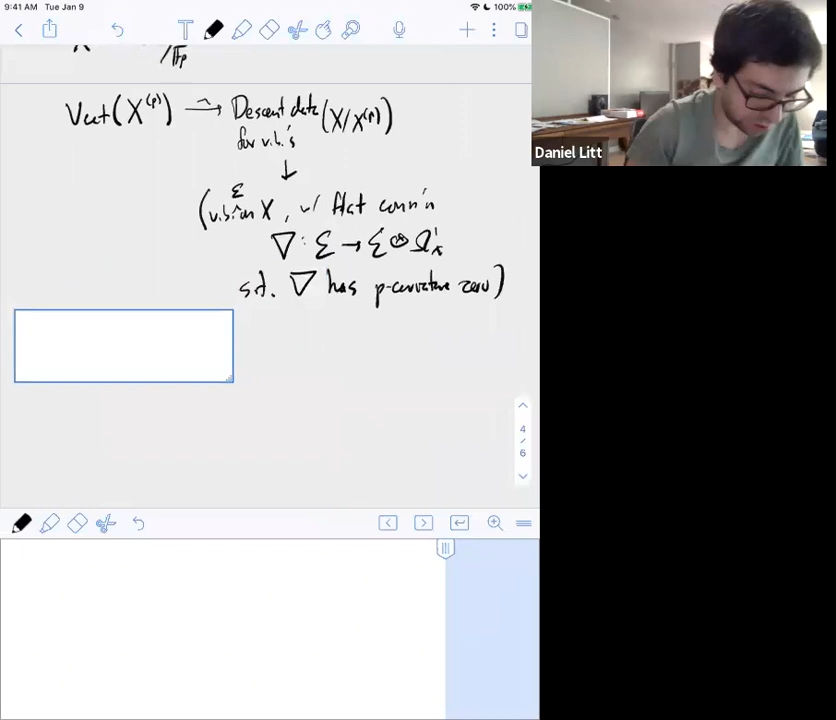 9:41 AM Tue Jan 9
100%
/𝔽p
Vect(X^(p)) ⥲ Descent data (X/X^(p))
for v.b.'s
↓
ℰ
(v.b. on X, w/ flat conn'n
∇: ℰ → ℰ ⊗ Ω¹_X
s.t. ∇ has p-curvature zero)
4
/
6
Daniel Litt